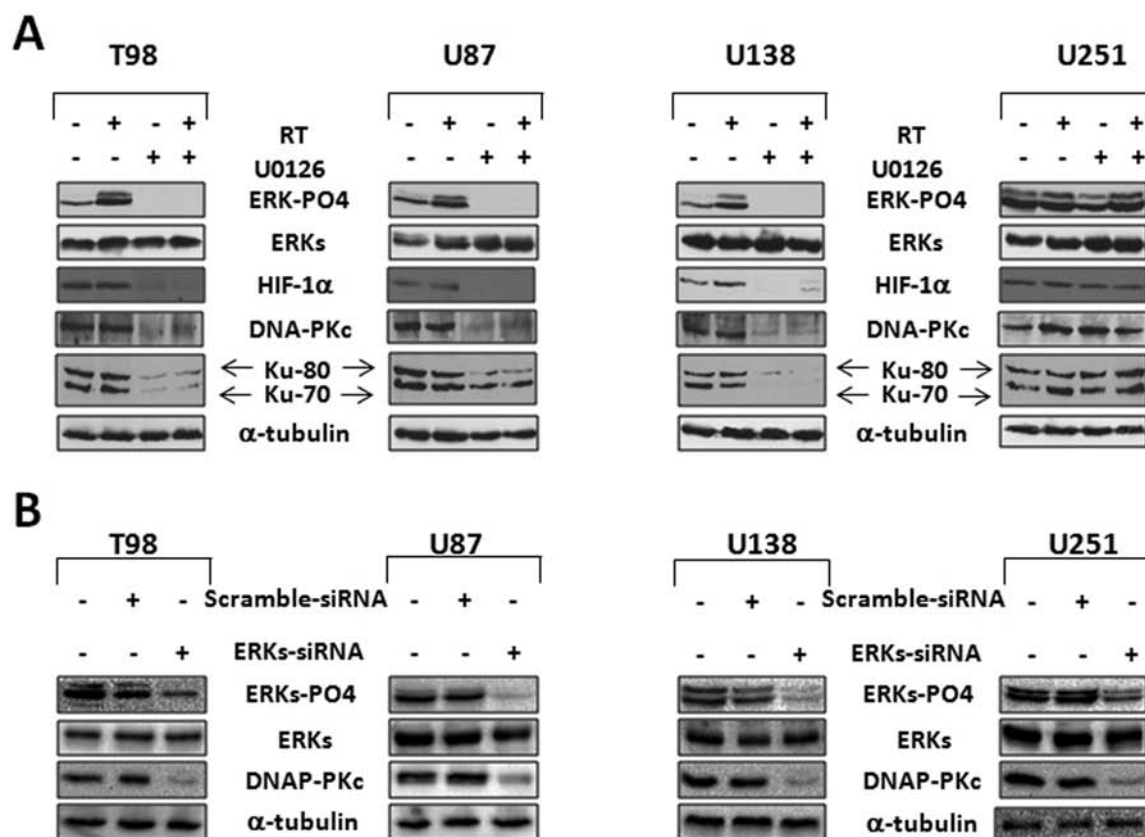 A
T98 U87 U138 U251
- + - + RT - + - + - + - + RT - + - +
- - + + U0126 - - + + - - + + U0126 - - + +
ERK-PO4 ERK-PO4
ERKs ERKs
HIF-1α HIF-1α
DNA-PKc DNA-PKc
← Ku-80 → ← Ku-80 →
← Ku-70 → ← Ku-70 →
α-tubulin α-tubulin
B
T98 U87 U138 U251
- + - Scramble-siRNA - + - - + - Scramble-siRNA - + -
- - + ERKs-siRNA - - + - - + ERKs-siRNA - - +
ERKs-PO4 ERKs-PO4
ERKs ERKs
DNAP-PKc DNAP-PKc
α-tubulin α-tubulin